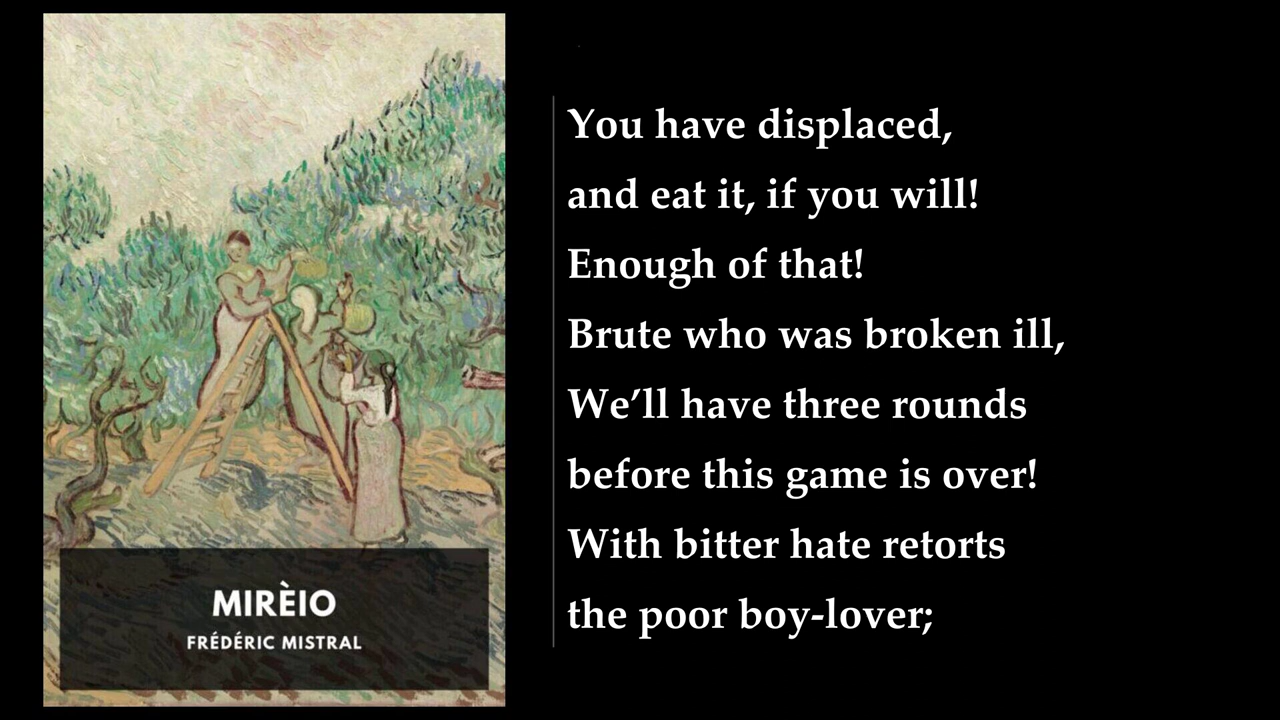 MIRÈIO
FRÉDÉRIC MISTRAL
You have displaced,
and eat it, if you will!
Enough of that!
Brute who was broken ill,
We’ll have three rounds
before this game is over!
With bitter hate retorts
the poor boy-lover;